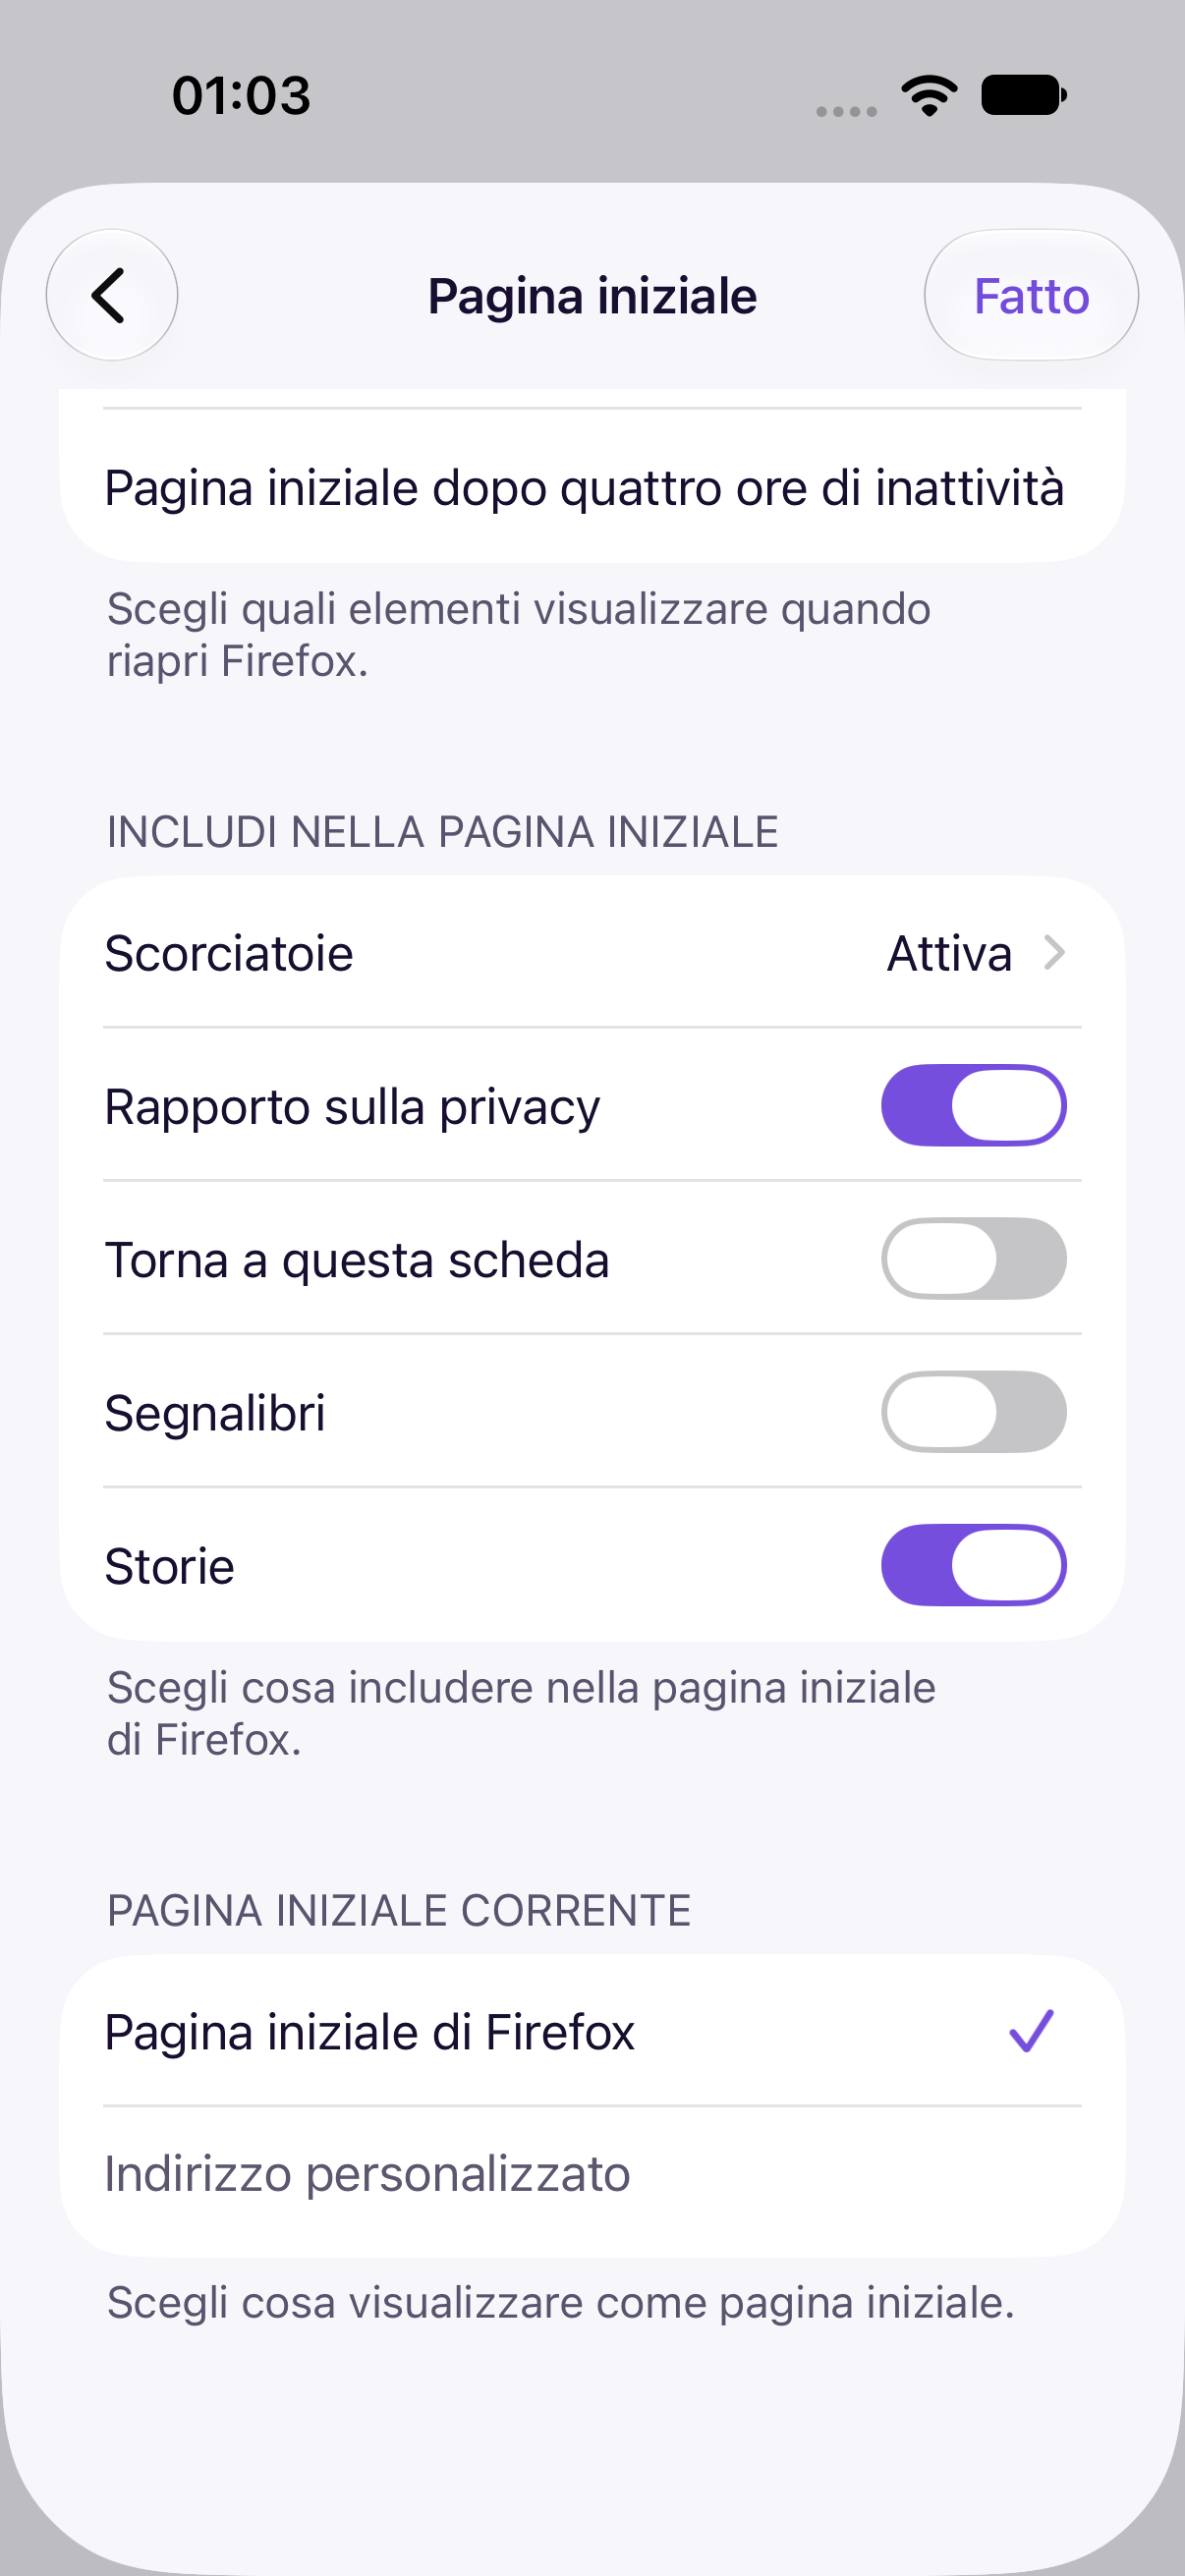 01:03
Pagina iniziale
Fatto
Pagina iniziale dopo quattro ore di inattività
Scegli quali elementi visualizzare quando
riapri Firefox.
INCLUDI NELLA PAGINA INIZIALE
Scorciatoie
Attiva
Rapporto sulla privacy
Torna a questa scheda
Segnalibri
Storie
Scegli cosa includere nella pagina iniziale
di Firefox.
PAGINA INIZIALE CORRENTE
Pagina iniziale di Firefox
Indirizzo personalizzato
Scegli cosa visualizzare come pagina iniziale.